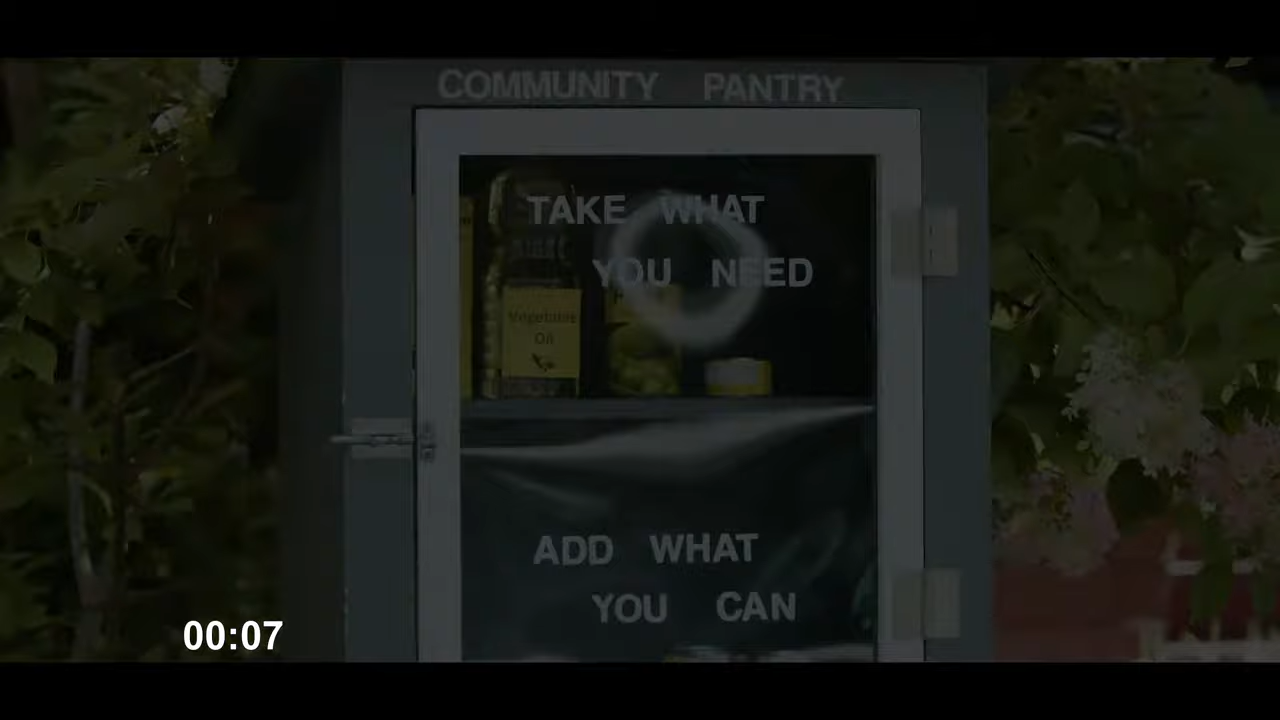 COMMUNITY PANTRY
TAKE WHAT
YOU NEED
Vegetable
Oil
ADD WHAT
YOU CAN
00:07